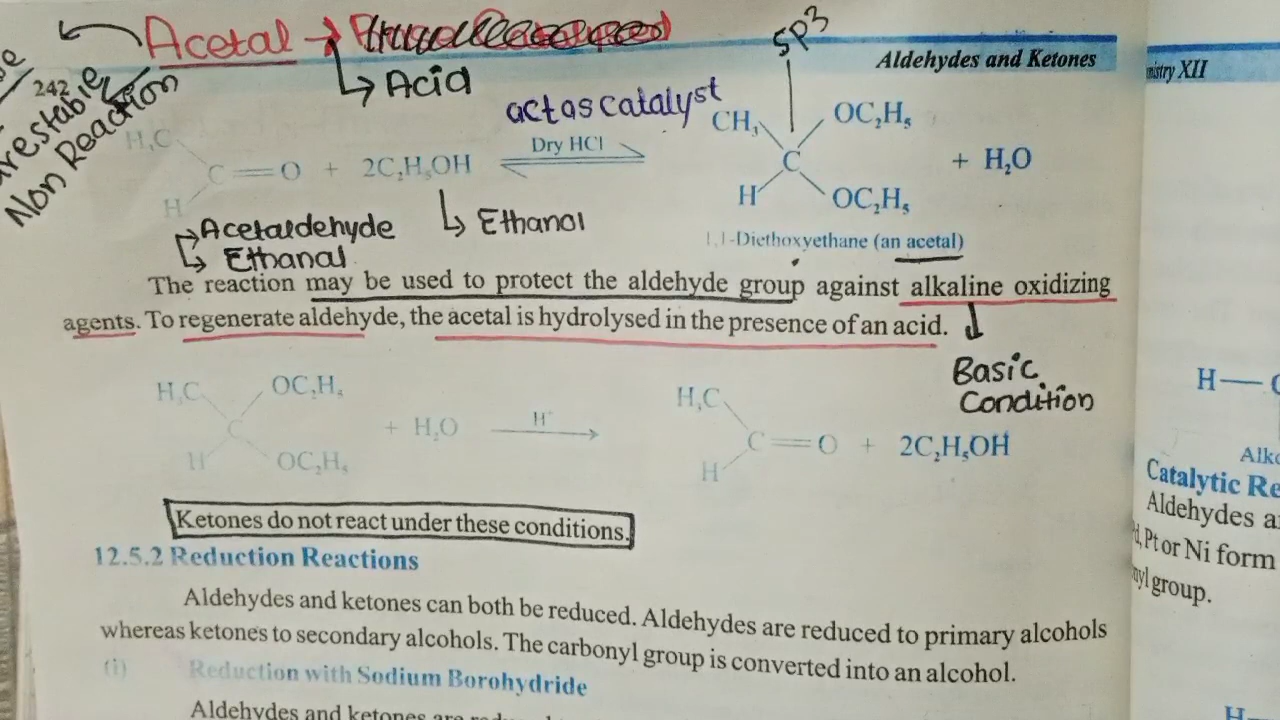 Acetal →
→ Acid
242
Non Reaction
sp3
Aldehydes and Ketones
mistry XII
act as catalyst
H₃C
C=O + 2C₂H₅OH
H
Dry HCl
CH₃
OC₂H₅
C
H
OC₂H₅
+ H₂O
Acetaldehyde
Ethanal
Ethanol
1,1-Diethoxyethane (an acetal)
The reaction may be used to protect the aldehyde group against alkaline oxidizing
agents. To regenerate aldehyde, the acetal is hydrolysed in the presence of an acid.
Basic
Condition
H₃C
OC₂H₅
C
H
OC₂H₅
+ H₂O
H⁺
H₃C
C=O + 2C₂H₅OH
H
Ketones do not react under these conditions.
12.5.2 Reduction Reactions
Aldehydes and ketones can both be reduced. Aldehydes are reduced to primary alcohols
whereas ketones to secondary alcohols. The carbonyl group is converted into an alcohol.
(i) Reduction with Sodium Borohydride
Aldehydes and ketones are
H—
Catalytic Re
Aldehydes a
Pt or Ni form
group.
H—